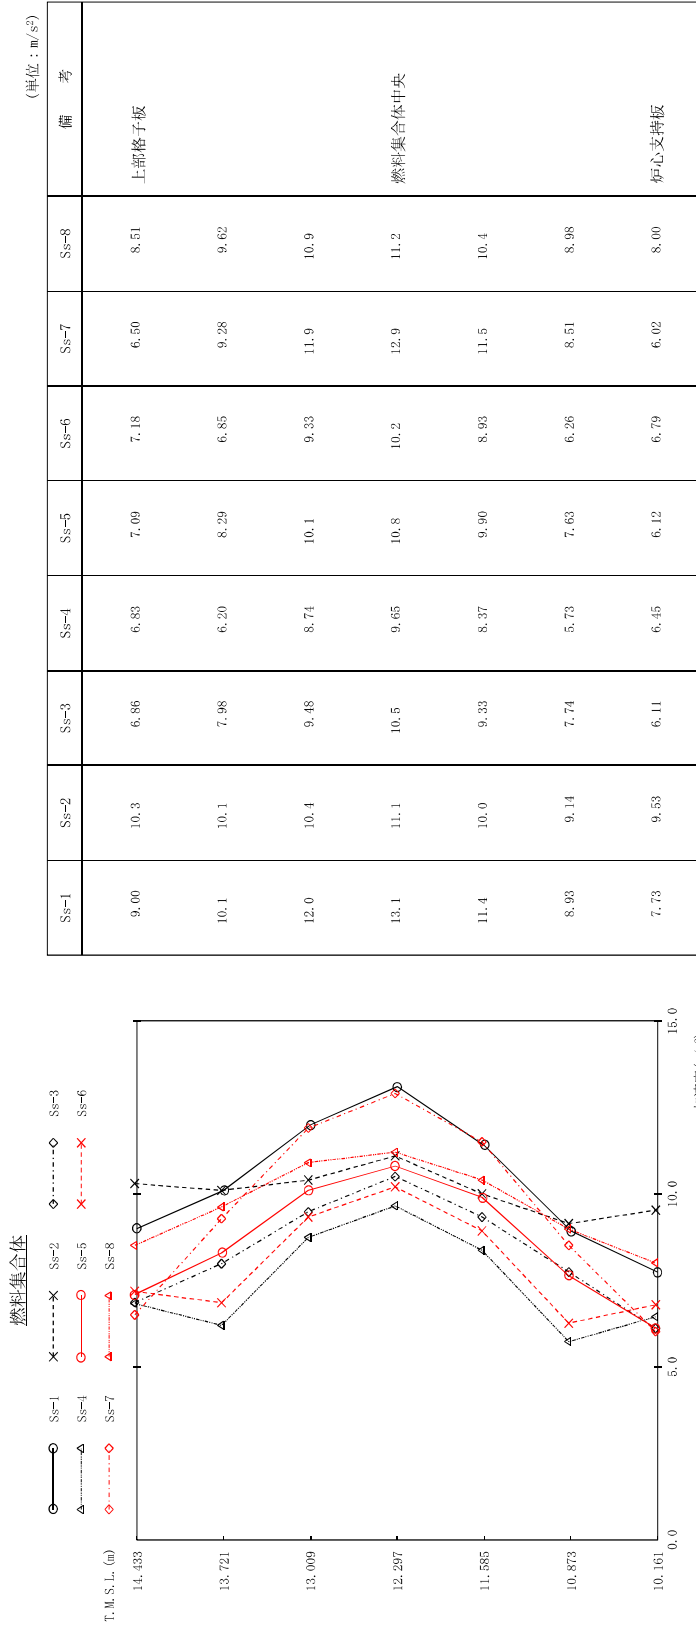 燃料集合体
Ss-1 Ss-2 Ss-3
Ss-4 Ss-5 Ss-6
Ss-7 Ss-8
T.M.S.L.(m)
14.433
13.721
13.009
12.297
11.585
10.873
10.161
0.0 5.0 10.0 15.0
(単位:m/s²)
Ss-1 Ss-2 Ss-3 Ss-4 Ss-5 Ss-6 Ss-7 Ss-8 備 考
9.00 10.3 6.86 6.83 7.09 7.18 6.50 8.51 上部格子板
10.1 10.1 7.98 6.20 8.29 6.85 9.28 9.62
12.0 10.4 9.48 8.74 10.1 9.33 11.9 10.9
13.1 11.1 10.5 9.65 10.8 10.2 12.9 11.2 燃料集合体中央
11.4 10.0 9.33 8.37 9.90 8.93 11.5 10.4
8.93 9.14 7.74 5.73 7.63 6.26 8.51 8.98
7.73 9.53 6.11 6.45 6.12 6.79 6.02 8.00 炉心支持板